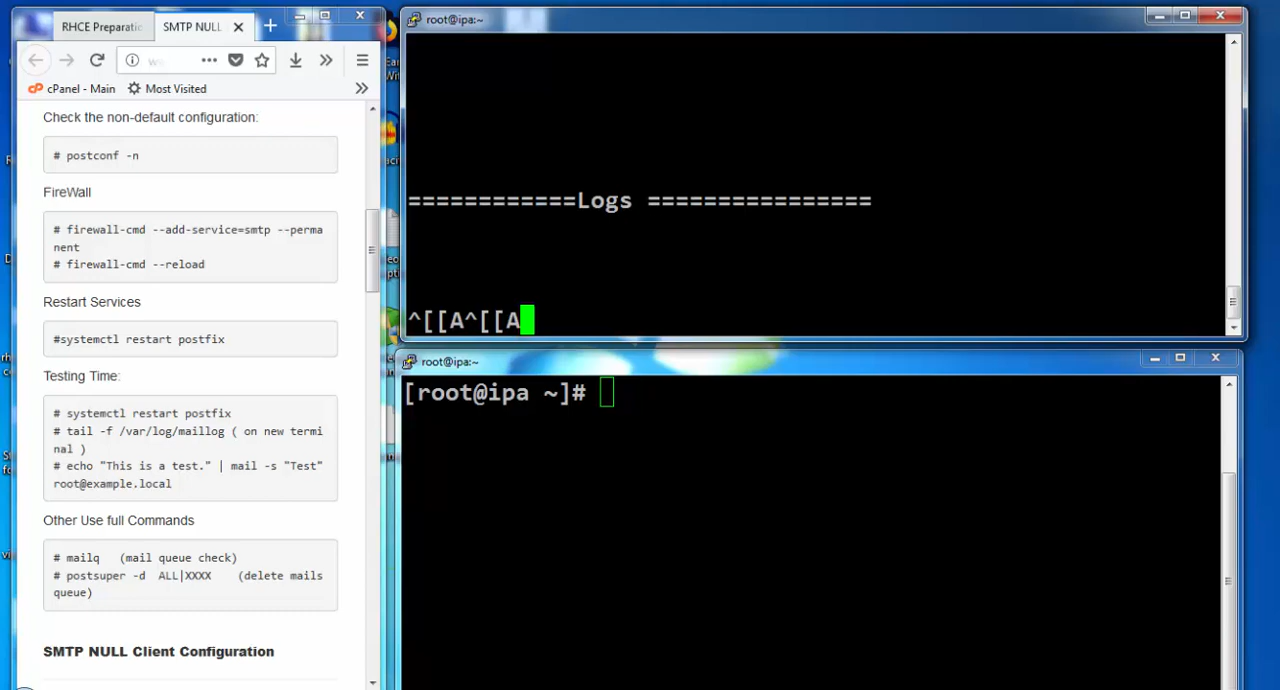 RHCE Preparatio
SMTP NULL
cPanel - Main
Most Visited
Check the non-default configuration:
# postconf -n
FireWall
# firewall-cmd --add-service=smtp --perma
nent
# firewall-cmd --reload
Restart Services
#systemctl restart postfix
Testing Time:
# systemctl restart postfix
# tail -f /var/log/maillog ( on new termi
nal )
# echo "This is a test." | mail -s "Test"
root@example.local
Other Use full Commands
# mailq   (mail queue check)
# postsuper -d  ALL|XXXX    (delete mails
queue)
SMTP NULL Client Configuration
root@ipa:~
============Logs ================
^[[A^[[A
root@ipa:~
[root@ipa ~]#